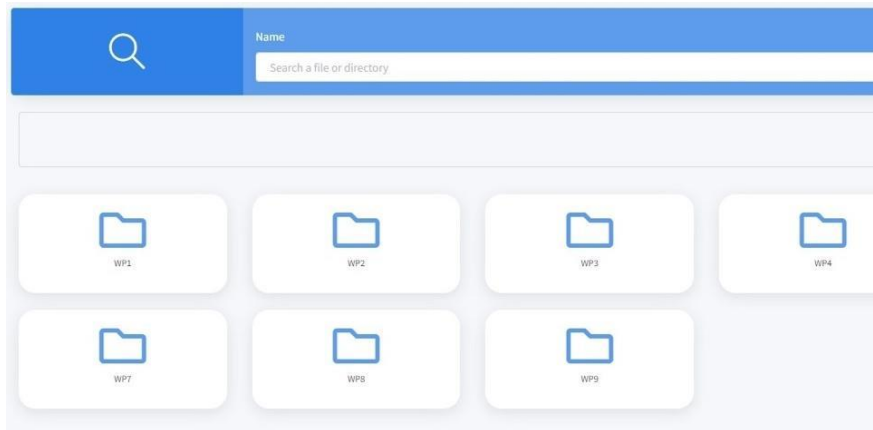 Name
Search a file or directory
WP1
WP2
WP3
WP4
WP7
WP8
WP9